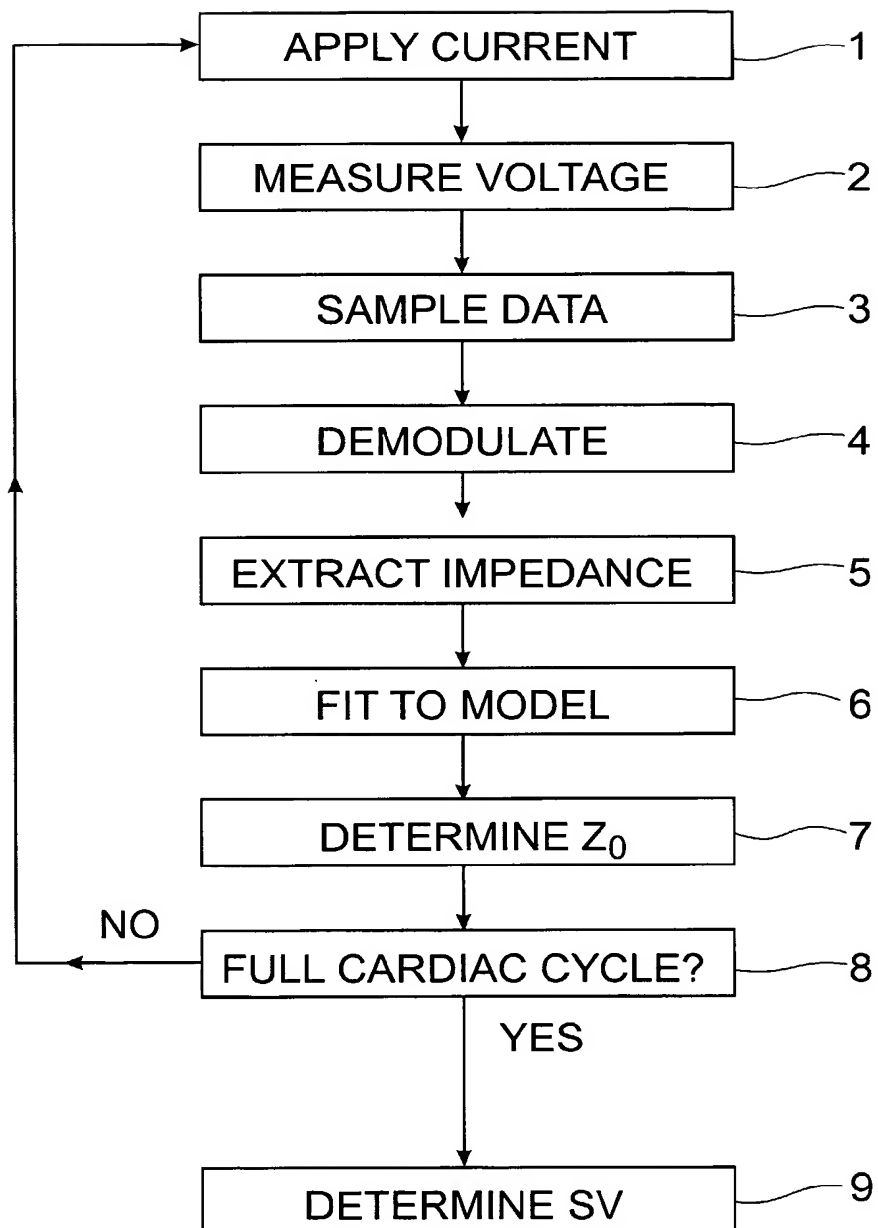 APPLY CURRENT 1
MEASURE VOLTAGE 2
SAMPLE DATA 3
DEMODULATE 4
EXTRACT IMPEDANCE 5
FIT TO MODEL 6
DETERMINE Z₀ 7
NO
FULL CARDIAC CYCLE? 8
YES
DETERMINE SV 9